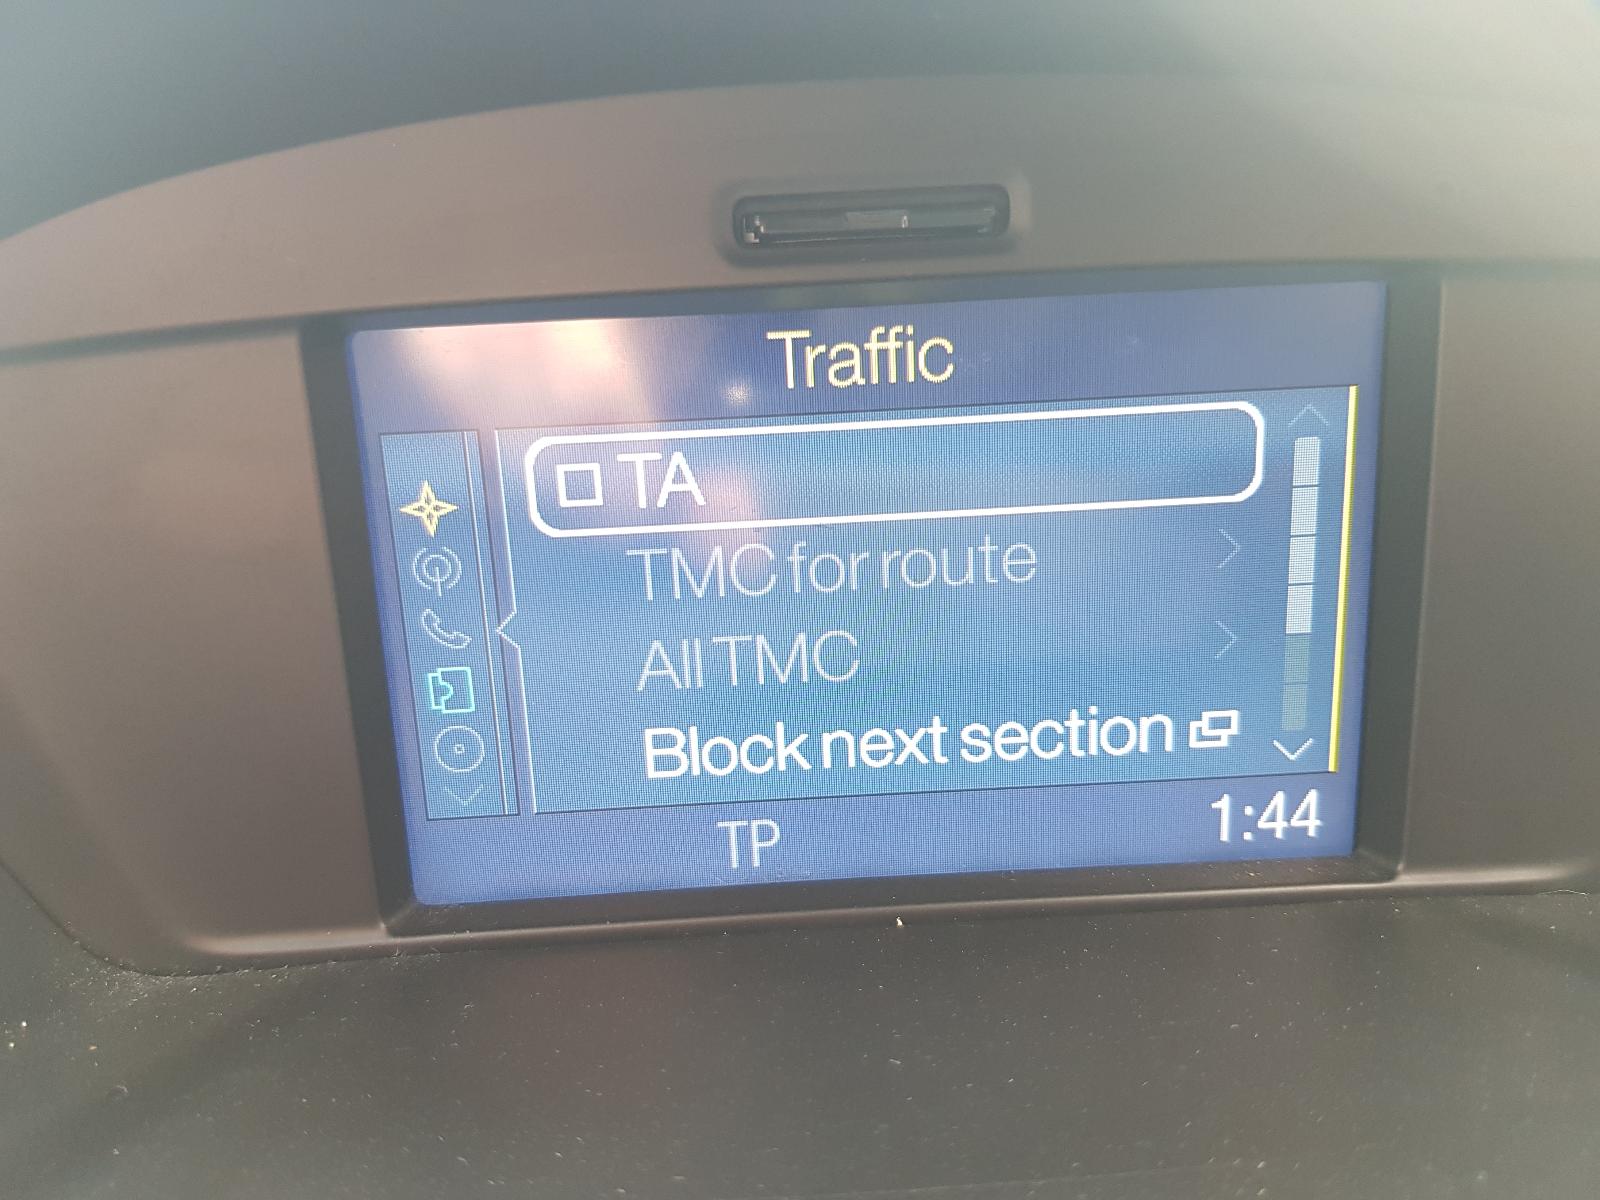 Traffic
TA
TMC for route
All TMC
Block next section
TP
1:44